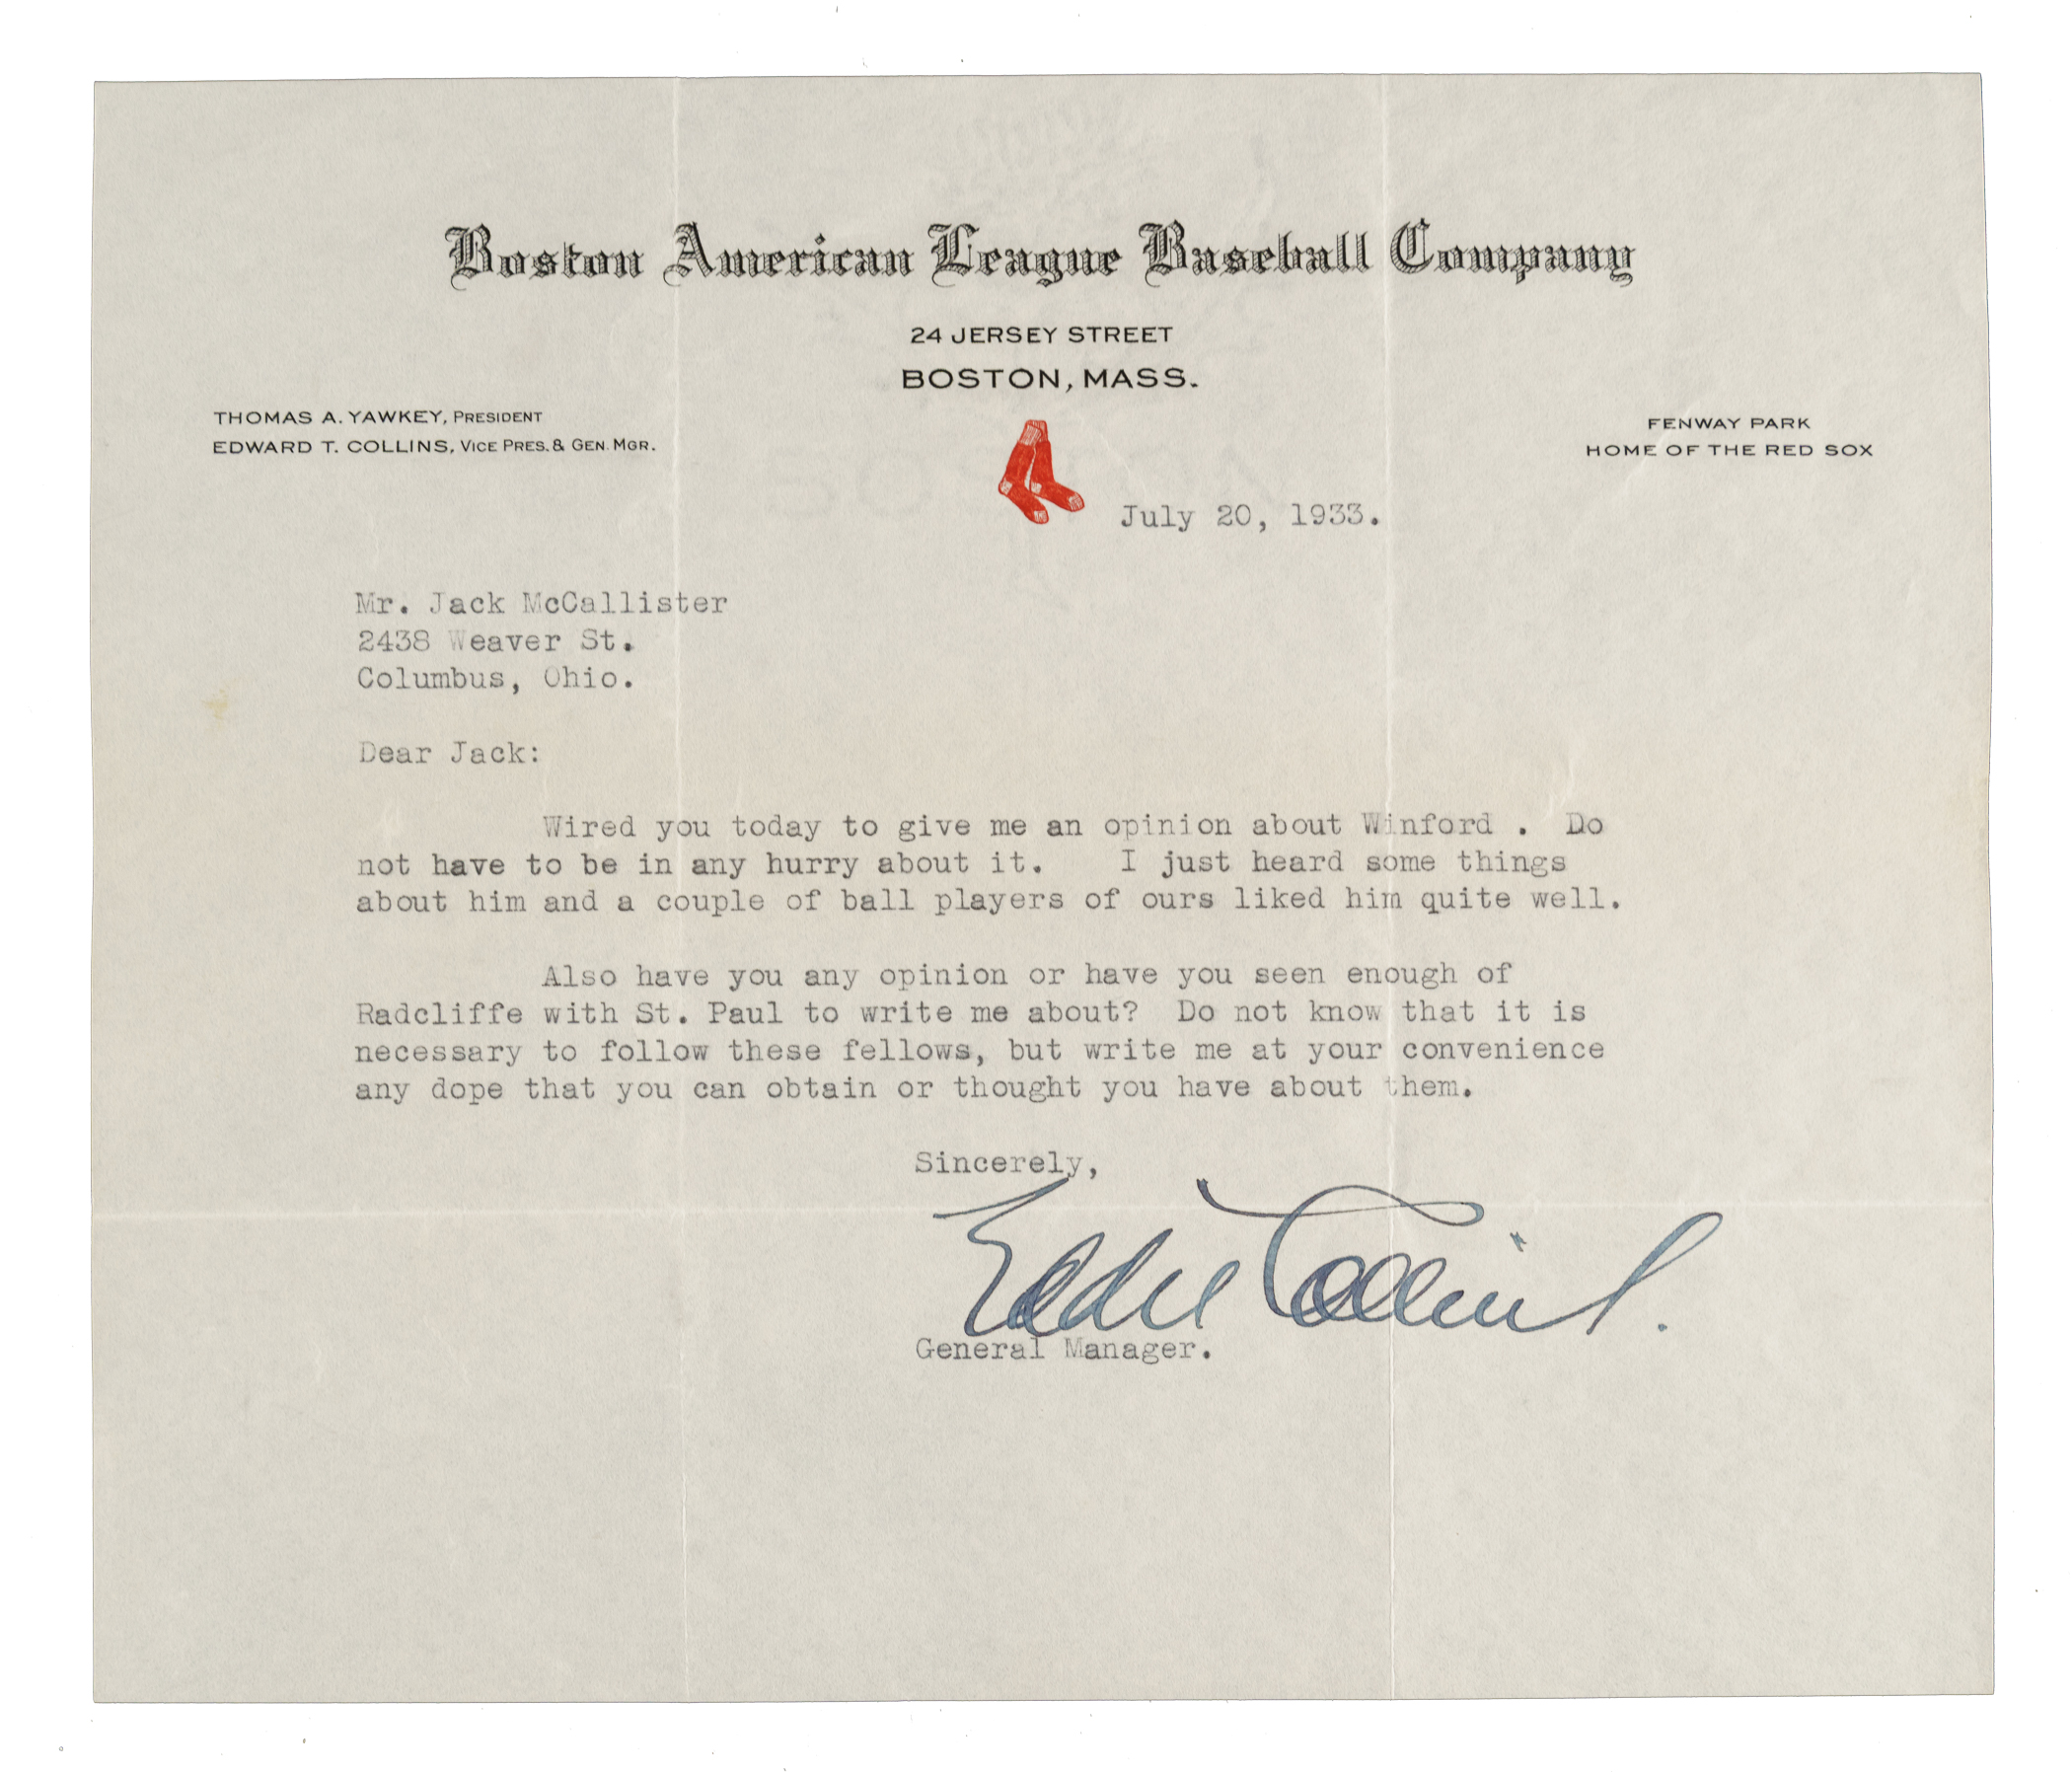 Boston American League Baseball Company
24 JERSEY STREET
BOSTON, MASS.
THOMAS A. YAWKEY, PRESIDENT
EDWARD T. COLLINS, VICE PRES. & GEN. MGR.
FENWAY PARK
HOME OF THE RED SOX
July 20, 1933.
Mr. Jack McCallister
2438 Weaver St.
Columbus, Ohio.
Dear Jack:
Wired you today to give me an opinion about Winford . Do
not have to be in any hurry about it. I just heard some things
about him and a couple of ball players of ours liked him quite well.
Also have you any opinion or have you seen enough of
Radcliffe with St. Paul to write me about? Do not know that it is
necessary to follow these fellows, but write me at your convenience
any dope that you can obtain or thought you have about them.
Sincerely,
Eddie Collins.
General Manager.